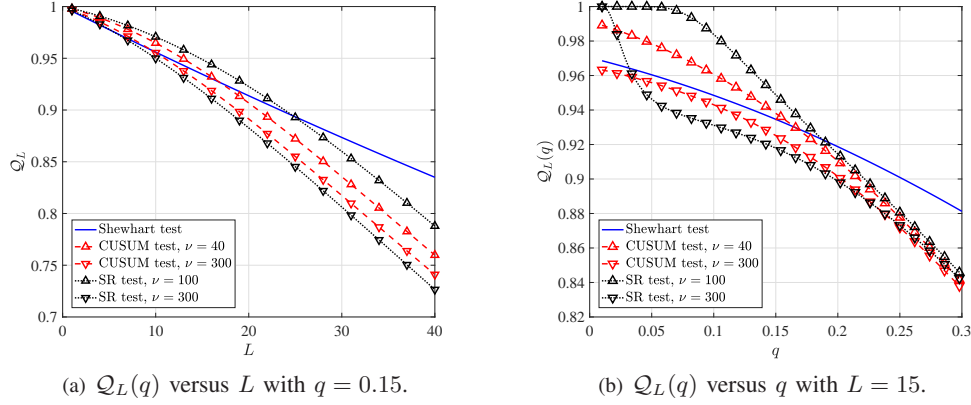 1
0.95
0.9
0.85
0.8
0.75
0.7
𝒬_L
Shewhart test
CUSUM test, ν = 40
CUSUM test, ν = 300
SR test, ν = 100
SR test, ν = 300
0 10 20 30 40
L
(a) 𝒬_L(q) versus L with q = 0.15.
1
0.98
0.96
0.94
0.92
0.9
0.88
0.86
0.84
0.82
𝒬_L(q)
Shewhart test
CUSUM test, ν = 40
CUSUM test, ν = 300
SR test, ν = 100
SR test, ν = 300
0 0.05 0.1 0.15 0.2 0.25 0.3
q
(b) 𝒬_L(q) versus q with L = 15.